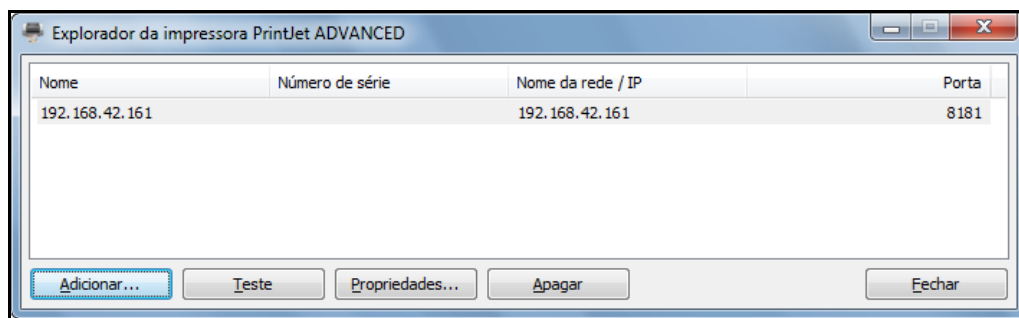 Explorador da impressora PrintJet ADVANCED
Nome Número de série Nome da rede / IP Porta
192.168.42.161 192.168.42.161 8181
Adicionar... Teste Propriedades... Apagar Fechar